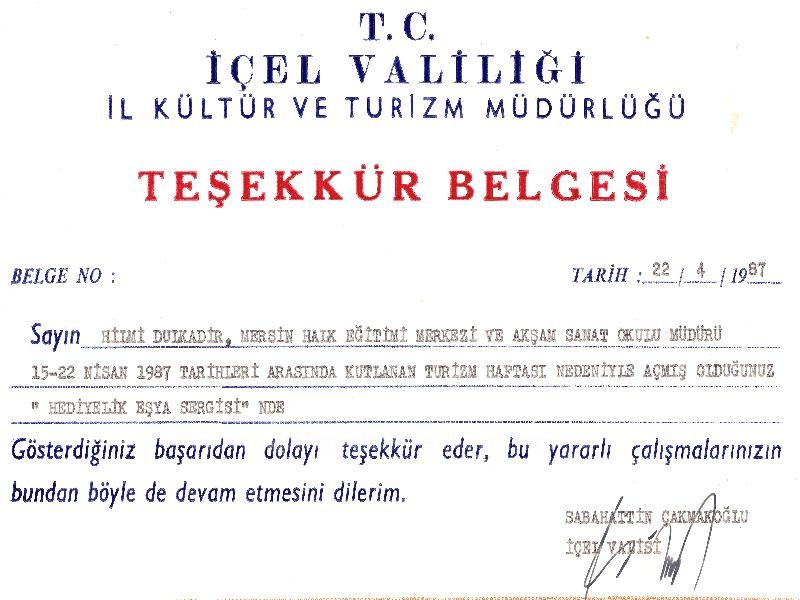 T. C.
İÇEL VALİLİĞİ
İL KÜLTÜR VE TURİZM MÜDÜRLÜĞÜ
TEŞEKKÜR BELGESİ
BELGE NO : TARİH : 22 / 4 / 1987
Sayın HİLMİ DULKADİR, MERSİN HALK EĞİTİMİ MERKEZİ VE AKŞAM SANAT OKULU MÜDÜRÜ
15-22 NİSAN 1987 TARİHLERİ ARASINDA KUTLANAN TURİZM HAFTASI NEDENİYLE AÇMIŞ OLDUĞUNUZ
" HEDİYELİK EŞYA SERGİSİ" NDE
Gösterdiğiniz başarıdan dolayı teşekkür eder, bu yararlı çalışmalarınızın
bundan böyle de devam etmesini dilerim.
SABAHATTİN ÇAKMAKOĞLU
İÇEL VALİSİ